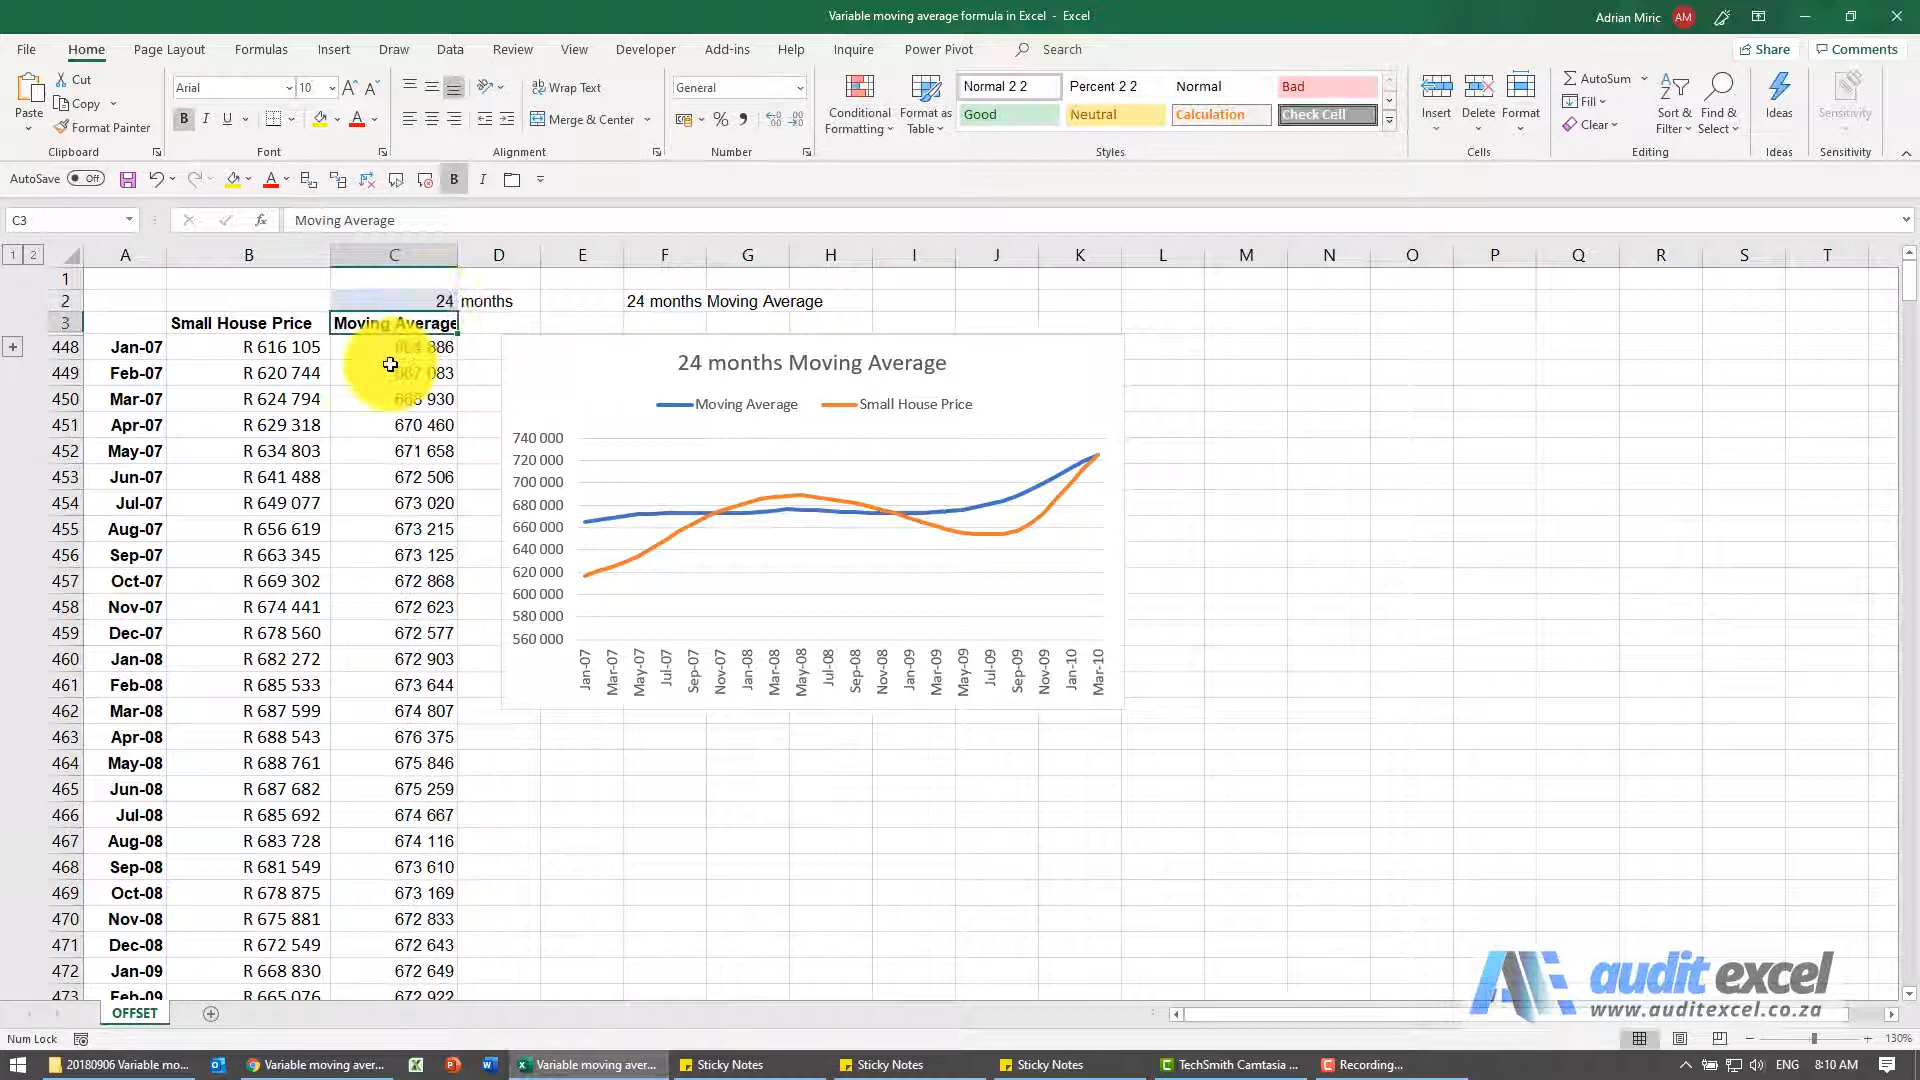 Variable moving average formula in Excel - Excel
Adrian Miric AM
File Home Page Layout Formulas Insert Draw Data Review View Developer Add-ins Help Inquire Power Pivot Search Share Comments
Paste Cut Copy Format Painter Clipboard
Arial 10 B I U Font
Wrap Text Merge & Center Alignment
General % Number
Conditional Formatting Format as Table Normal 2 2 Percent 2 2 Normal Bad Good Neutral Calculation Check Cell Styles
Insert Delete Format Cells
AutoSum Fill Clear Sort & Filter Find & Select Editing
Ideas Ideas
Sensitivity Sensitivity
AutoSave Off B I
C3 fx Moving Average
1 2 A B C D E F G H I J K L M N O P Q R S T
1
2 24 months 24 months Moving Average
3 Small House Price Moving Average
448 Jan-07 R 616 105 886
449 Feb-07 R 620 744 083
450 Mar-07 R 624 794 930
451 Apr-07 R 629 318 670 460
452 May-07 R 634 803 671 658
453 Jun-07 R 641 488 672 506
454 Jul-07 R 649 077 673 020
455 Aug-07 R 656 619 673 215
456 Sep-07 R 663 345 673 125
457 Oct-07 R 669 302 672 868
458 Nov-07 R 674 441 672 623
459 Dec-07 R 678 560 672 577
460 Jan-08 R 682 272 672 903
461 Feb-08 R 685 533 673 644
462 Mar-08 R 687 599 674 807
463 Apr-08 R 688 543 676 375
464 May-08 R 688 761 675 846
465 Jun-08 R 687 682 675 259
466 Jul-08 R 685 692 674 667
467 Aug-08 R 683 728 674 116
468 Sep-08 R 681 549 673 610
469 Oct-08 R 678 875 673 169
470 Nov-08 R 675 881 672 833
471 Dec-08 R 672 549 672 643
472 Jan-09 R 668 830 672 649
473 Feb-09 R 665 076 672 922
24 months Moving Average
Moving Average Small House Price
740 000
720 000
700 000
680 000
660 000
640 000
620 000
600 000
580 000
560 000
Jan-07 Mar-07 May-07 Jul-07 Sep-07 Nov-07 Jan-08 Mar-08 May-08 Jul-08 Sep-08 Nov-08 Jan-09 Mar-09 May-09 Jul-09 Sep-09 Nov-09 Jan-10 Mar-10
audit excel
www.auditexcel.co.za
OFFSET
Num Lock 130%
20180906 Variable mo... Variable moving aver... Variable moving aver... Sticky Notes Sticky Notes Sticky Notes TechSmith Camtasia ... Recording... ENG 8:10 AM